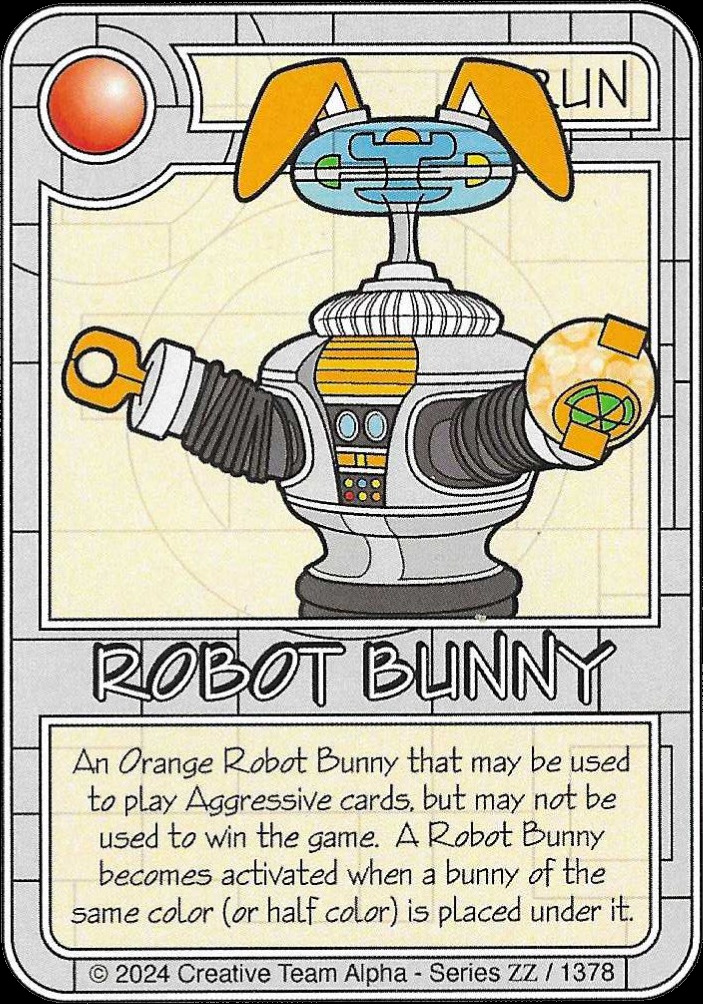 RUN
ROBOT BUNNY
An Orange Robot Bunny that may be used
to play Aggressive cards, but may not be
used to win the game. A Robot Bunny
becomes activated when a bunny of the
same color (or half color) is placed under it.
© 2024 Creative Team Alpha - Series ZZ / 1378